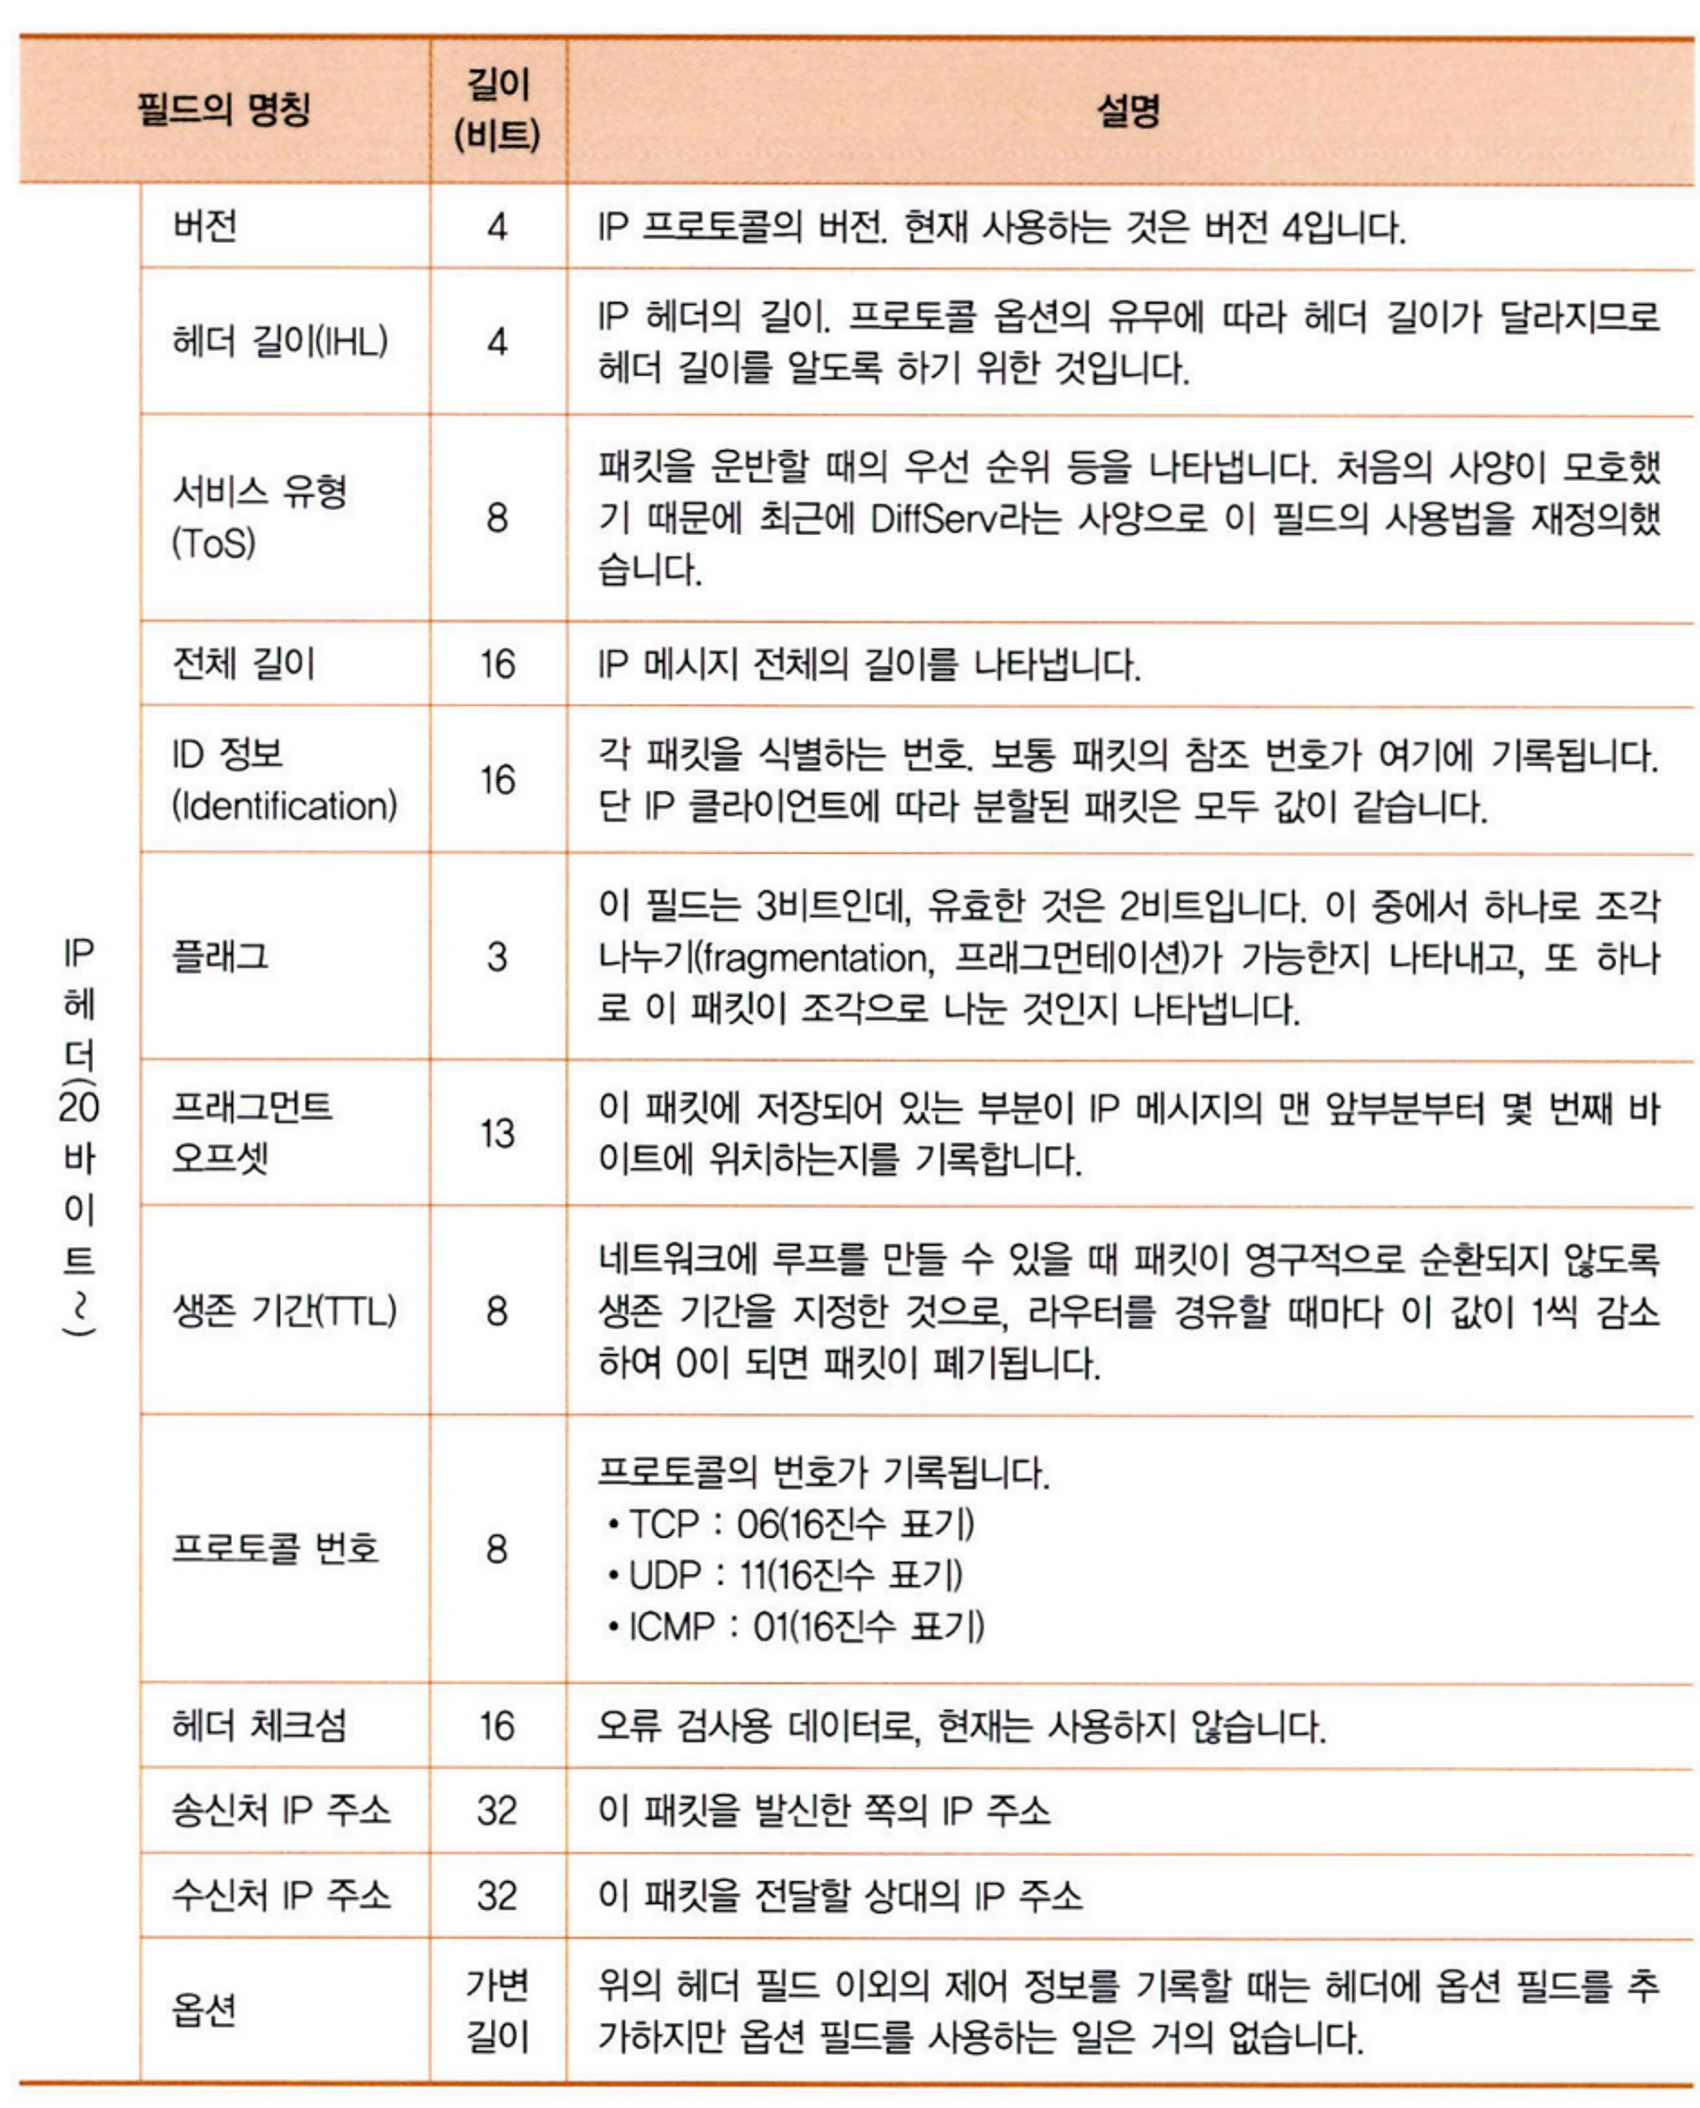 필드의 명칭
길이
(비트)
설명
IP 헤더(20바이트~)
버전
4
IP 프로토콜의 버전. 현재 사용하는 것은 버전 4입니다.
헤더 길이(IHL)
4
IP 헤더의 길이. 프로토콜 옵션의 유무에 따라 헤더 길이가 달라지므로
헤더 길이를 알도록 하기 위한 것입니다.
서비스 유형
(ToS)
8
패킷을 운반할 때의 우선 순위 등을 나타냅니다. 처음의 사양이 모호했
기 때문에 최근에 DiffServ라는 사양으로 이 필드의 사용법을 재정의했
습니다.
전체 길이
16
IP 메시지 전체의 길이를 나타냅니다.
ID 정보
(Identification)
16
각 패킷을 식별하는 번호. 보통 패킷의 참조 번호가 여기에 기록됩니다.
단 IP 클라이언트에 따라 분할된 패킷은 모두 값이 같습니다.
플래그
3
이 필드는 3비트인데, 유효한 것은 2비트입니다. 이 중에서 하나로 조각
나누기(fragmentation, 프래그먼테이션)가 가능한지 나타내고, 또 하나
로 이 패킷이 조각으로 나눈 것인지 나타냅니다.
프래그먼트
오프셋
13
이 패킷에 저장되어 있는 부분이 IP 메시지의 맨 앞부분부터 몇 번째 바
이트에 위치하는지를 기록합니다.
생존 기간(TTL)
8
네트워크에 루프를 만들 수 있을 때 패킷이 영구적으로 순환되지 않도록
생존 기간을 지정한 것으로, 라우터를 경유할 때마다 이 값이 1씩 감소
하여 0이 되면 패킷이 폐기됩니다.
프로토콜 번호
8
프로토콜의 번호가 기록됩니다.
• TCP : 06(16진수 표기)
• UDP : 11(16진수 표기)
• ICMP : 01(16진수 표기)
헤더 체크섬
16
오류 검사용 데이터로, 현재는 사용하지 않습니다.
송신처 IP 주소
32
이 패킷을 발신한 쪽의 IP 주소
수신처 IP 주소
32
이 패킷을 전달할 상대의 IP 주소
옵션
가변
길이
위의 헤더 필드 이외의 제어 정보를 기록할 때는 헤더에 옵션 필드를 추
가하지만 옵션 필드를 사용하는 일은 거의 없습니다.